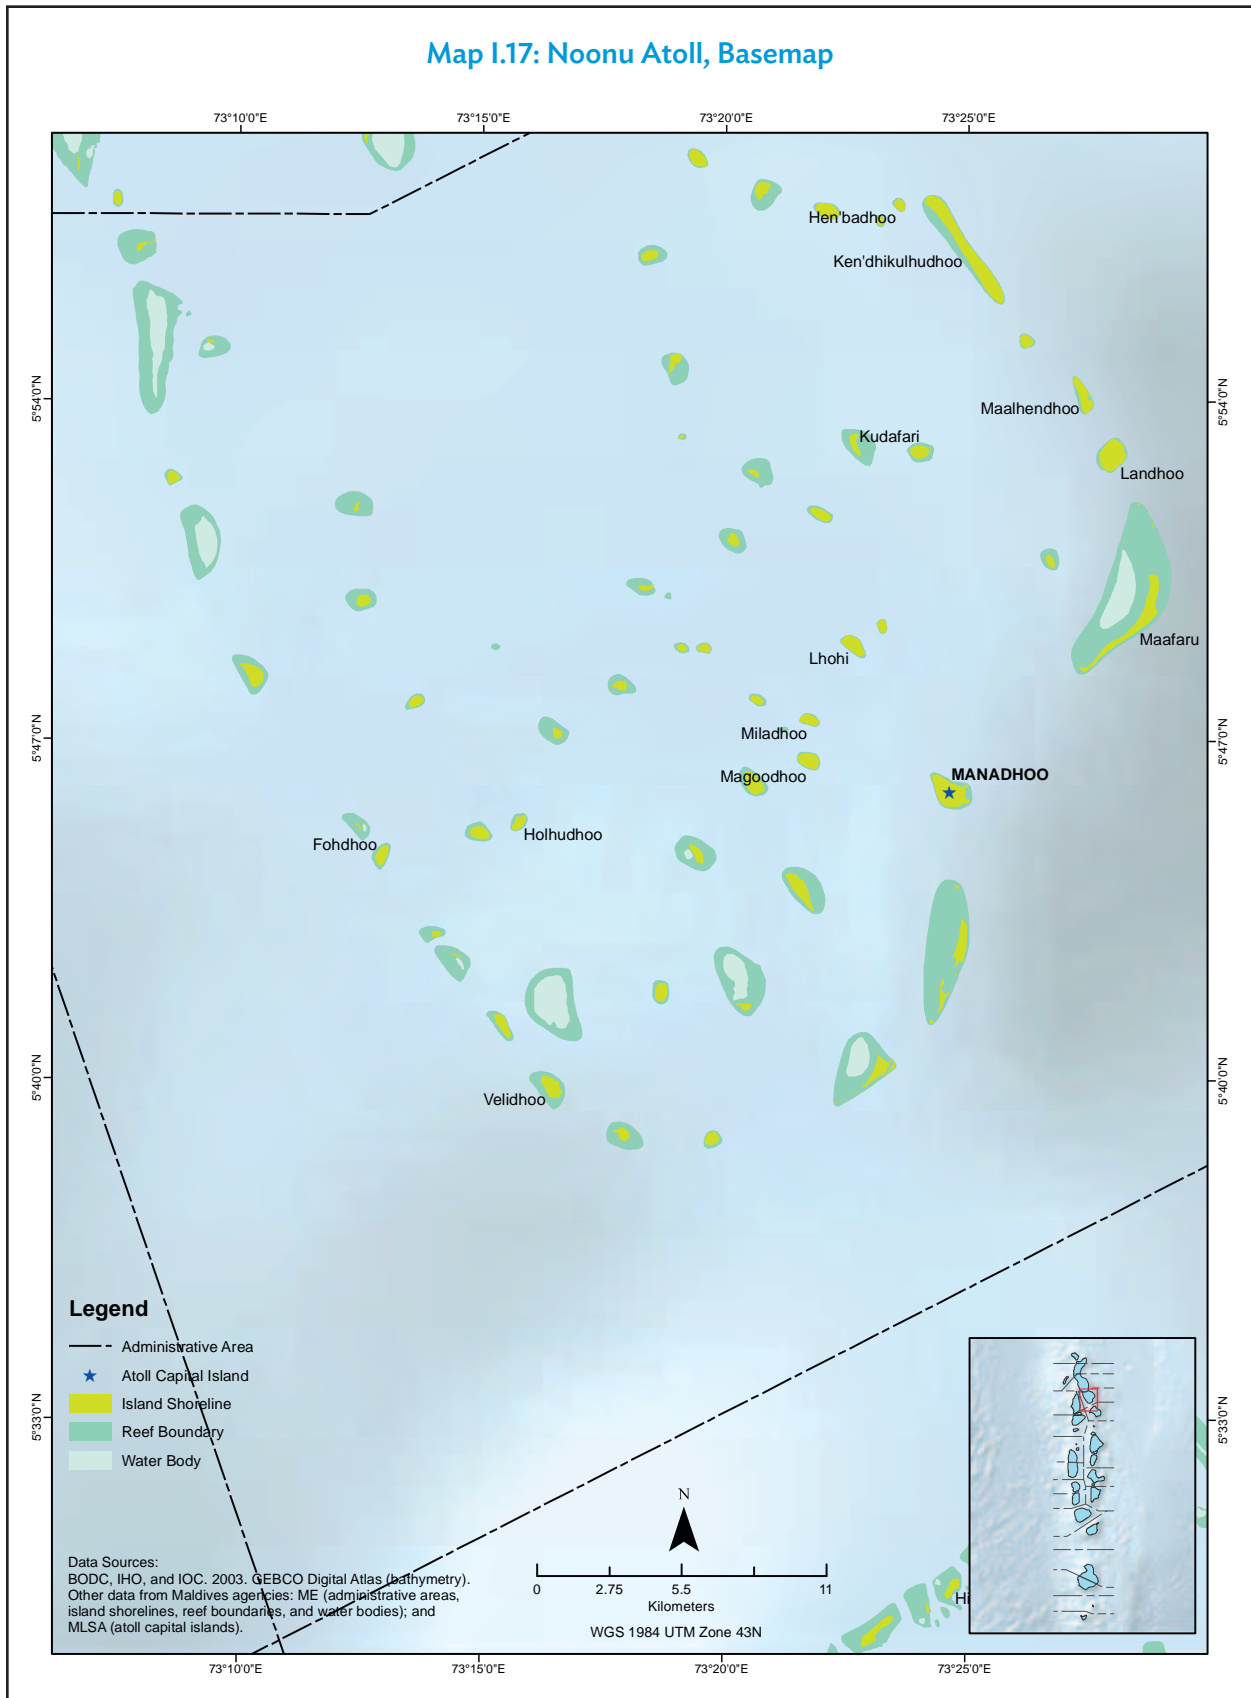 Map I.17: Noonu Atoll, Basemap
73°10'0"E 73°15'0"E 73°20'0"E 73°25'0"E
Hen'badhoo
Ken'dhikulhudhoo
5°54'0"N
5°54'0"N
Maalhendhoo
Kudafari
Landhoo
Maafaru
Lhohi
5°47'0"N
5°47'0"N
Miladhoo
Magoodhoo
MANADHOO
Holhudhoo
Fohdhoo
5°40'0"N
5°40'0"N
Velidhoo
Legend
Administrative Area
Atoll Capital Island
Island Shoreline
Reef Boundary
Water Body
5°33'0"N
5°33'0"N
N
0 2.75 5.5 11
Kilometers
WGS 1984 UTM Zone 43N
Hi
Data Sources:
BODC, IHO, and IOC. 2003. GEBCO Digital Atlas (bathymetry).
Other data from Maldives agencies: ME (administrative areas,
island shorelines, reef boundaries, and water bodies); and
MLSA (atoll capital islands).
73°10'0"E 73°15'0"E 73°20'0"E 73°25'0"E